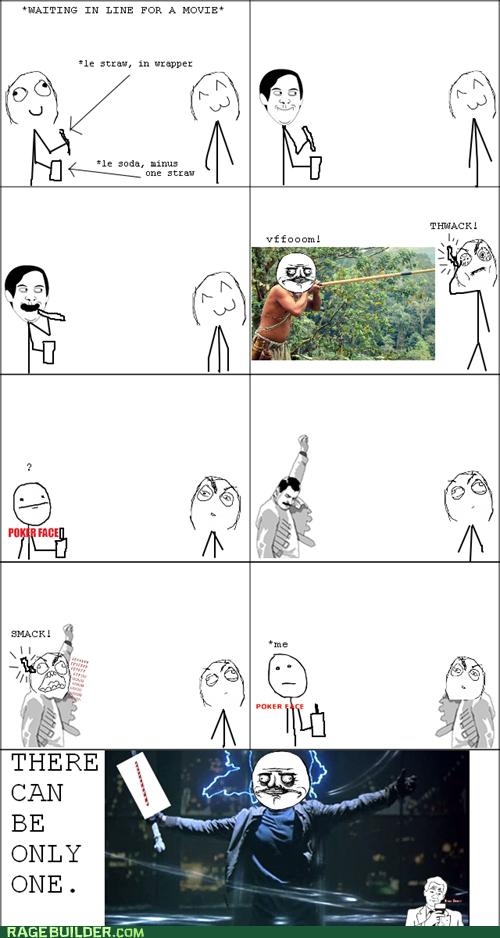 *WAITING IN LINE FOR A MOVIE*
*le straw, in wrapper
*le soda, minus
one straw
vffooom!
THWACK!
?
POKER FACE
SMACK!
*me
POKER FACE
THERE
CAN
BE
ONLY
ONE.
RAGEBUILDER.COM